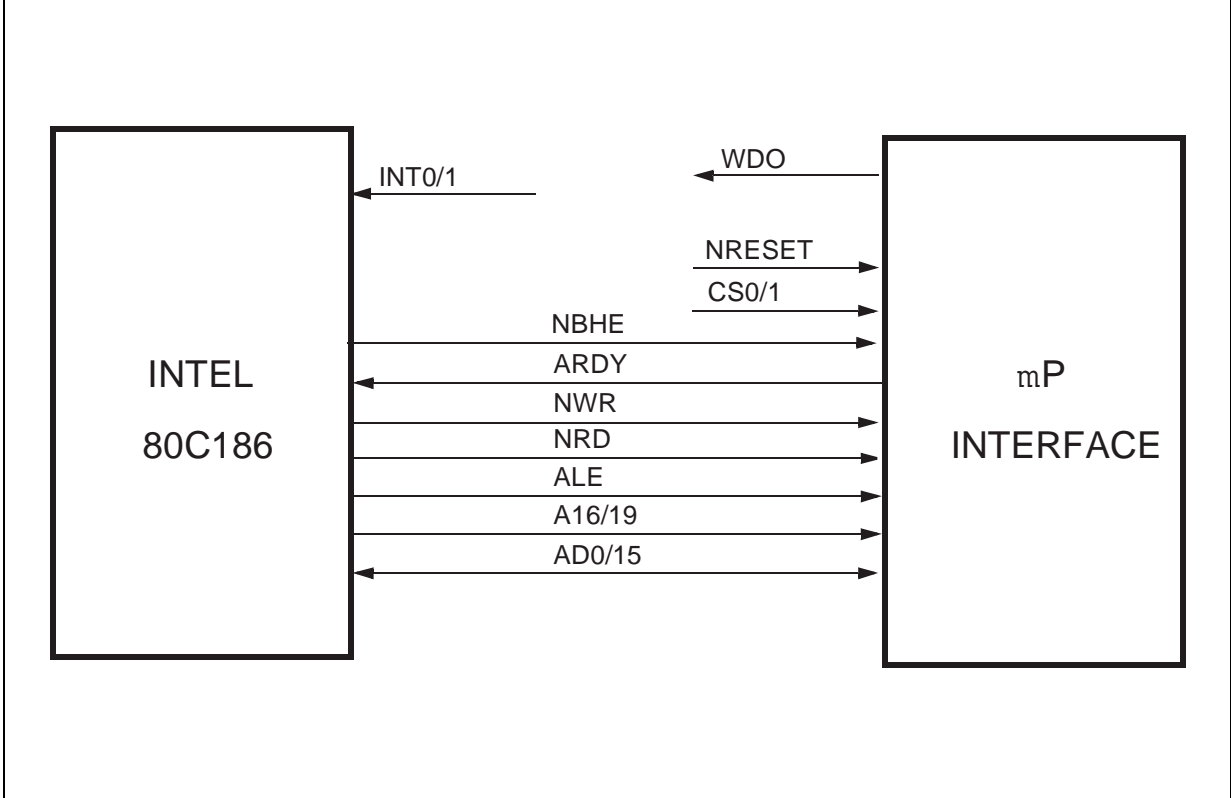 INT0/1
WDO
NRESET
CS0/1
NBHE
ARDY
NWR
NRD
ALE
A16/19
AD0/15
INTEL
80C186
mP
INTERFACE